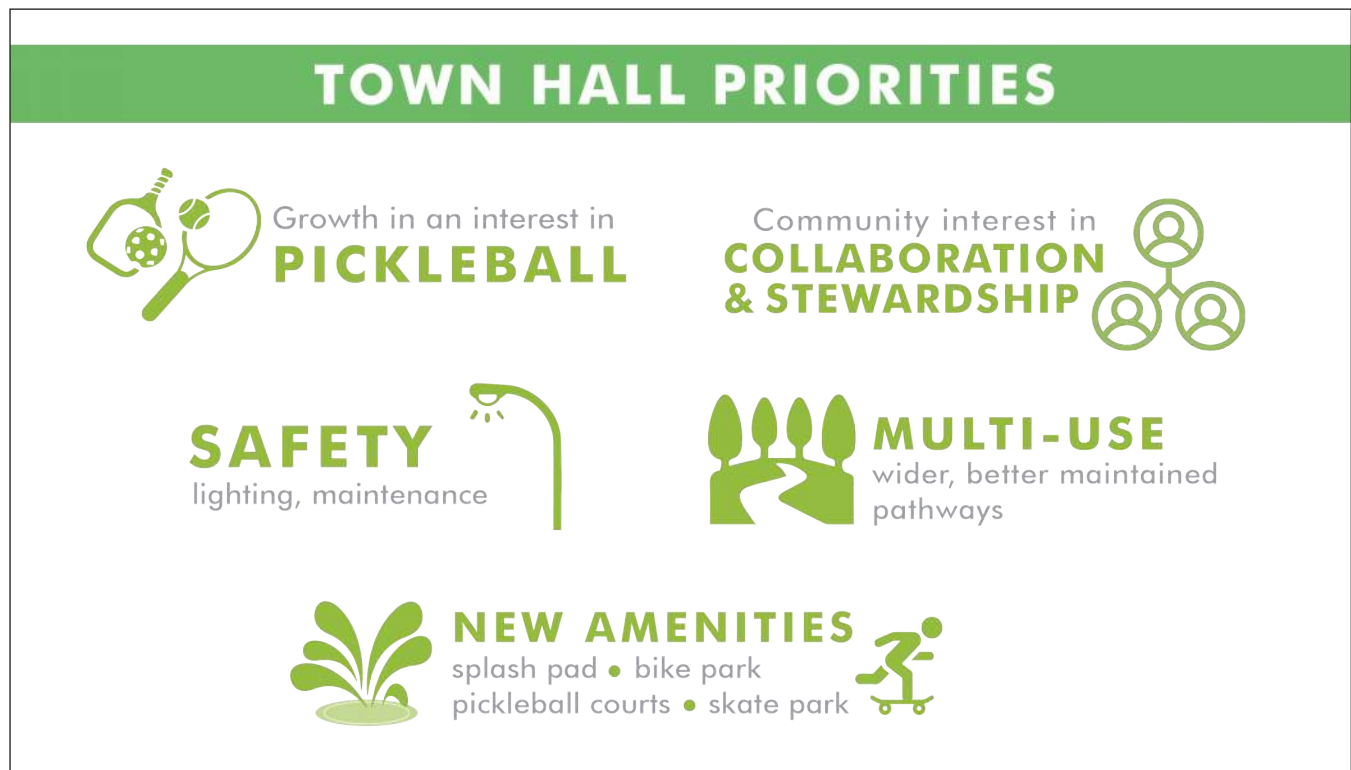 TOWN HALL PRIORITIES
Growth in an interest in
PICKLEBALL
Community interest in
COLLABORATION
& STEWARDSHIP
SAFETY
lighting, maintenance
MULTI-USE
wider, better maintained
pathways
NEW AMENITIES
splash pad • bike park
pickleball courts • skate park